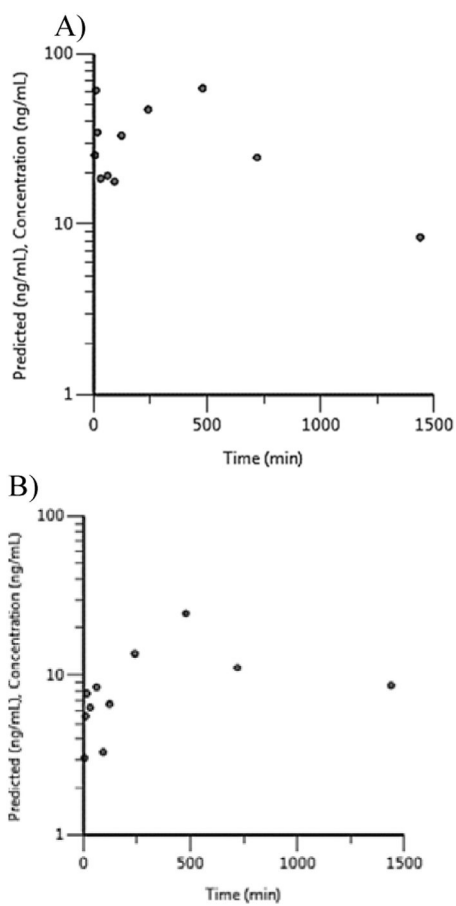 A)
Predicted (ng/mL), Concentration (ng/mL)
100
10
1
0
500
1000
1500
Time (min)
B)
Predicted (ng/mL), Concentration (ng/mL)
100
10
1
0
500
1000
1500
Time (min)